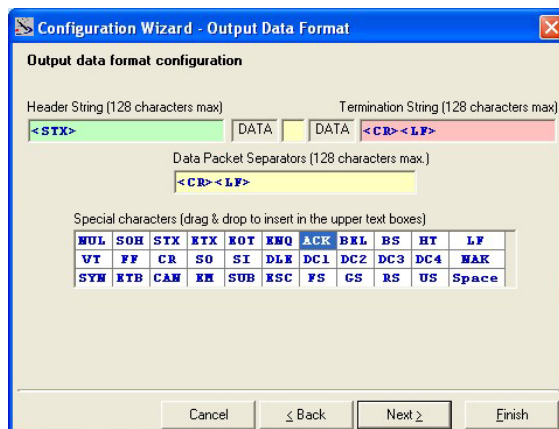 Configuration Wizard - Output Data Format
Output data format configuration
Header String (128 characters max) Termination String (128 characters max)
<STX> DATA DATA <CR><LF>
Data Packet Separators (128 characters max.)
<CR><LF>
Special characters (drag & drop to insert in the upper text boxes)
NUL SOH STX ETX EOT ENQ ACK BEL BS HT LF
VT FF CR SO SI DLE DC1 DC2 DC3 DC4 NAK
SYN ETB CAN EM SUB ESC FS GS RS US Space
Cancel < Back Next > Finish